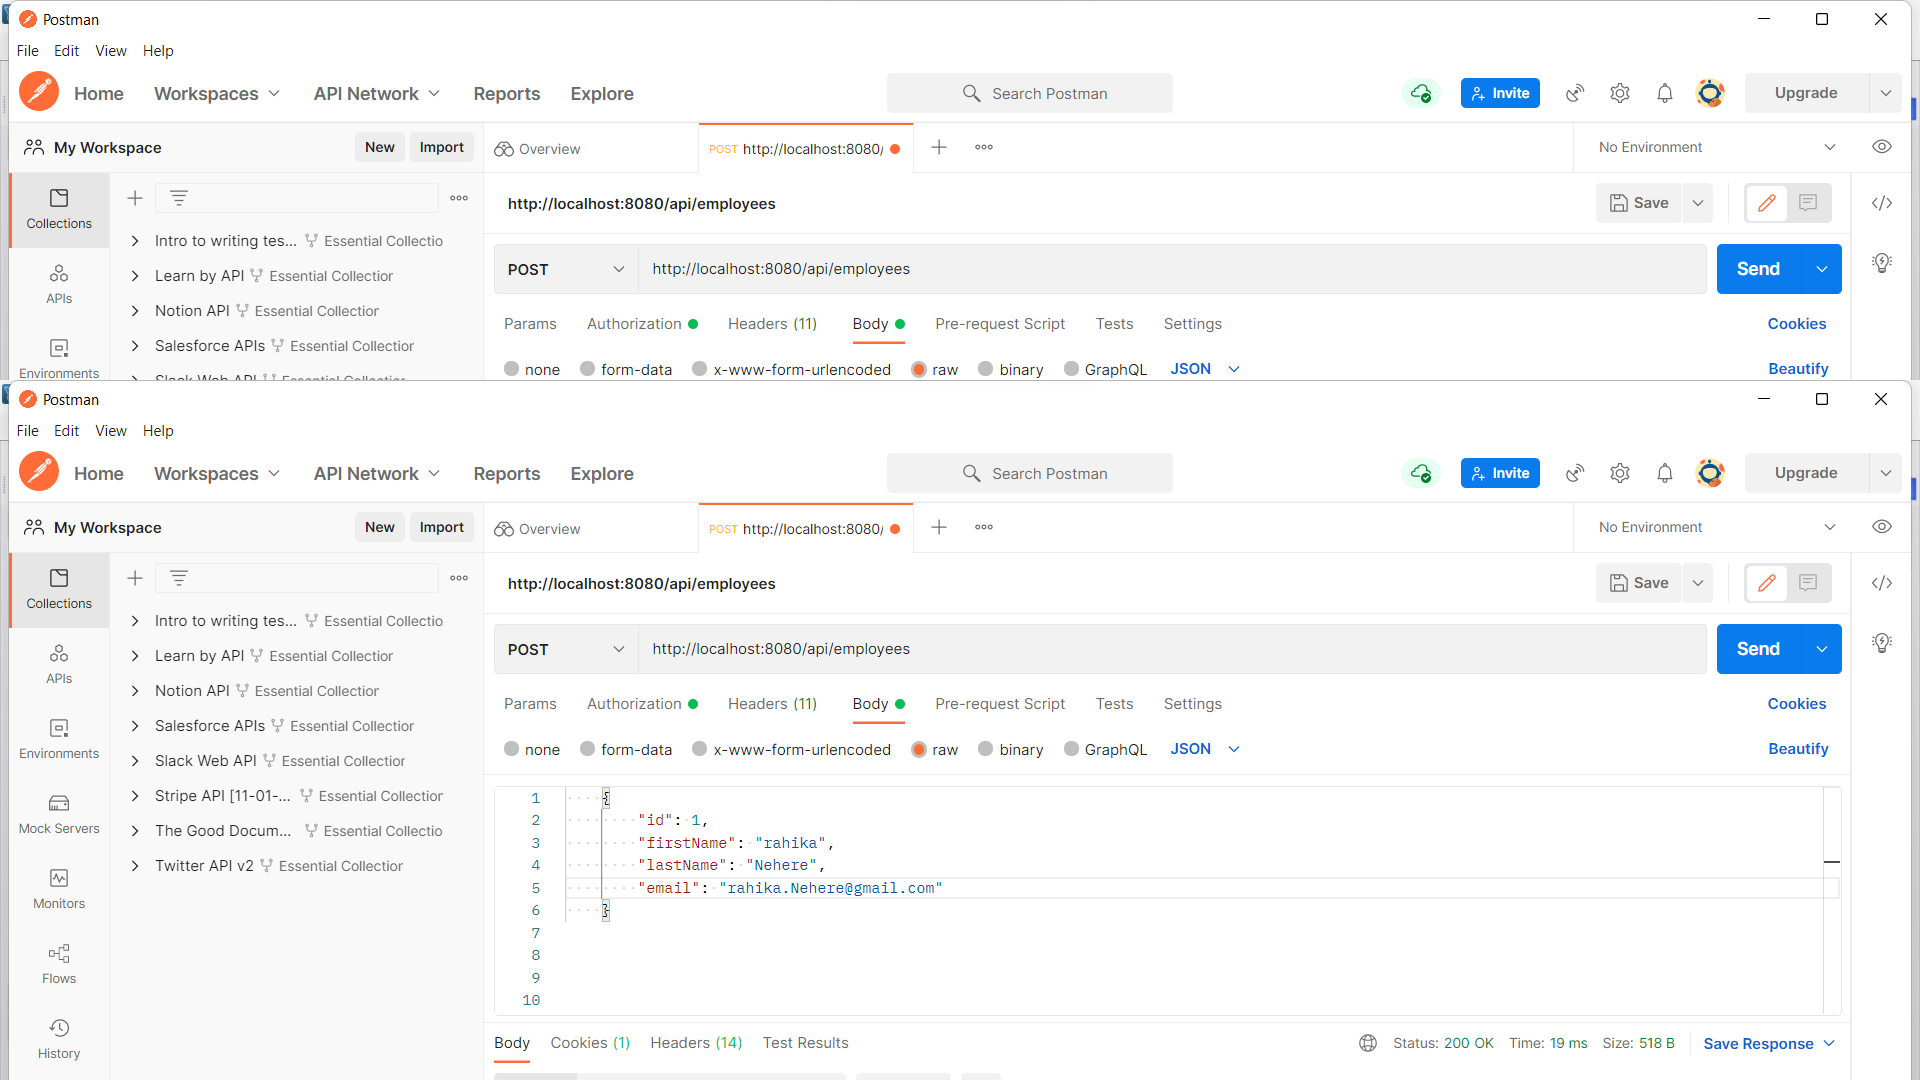 Postman
File Edit View Help
Home Workspaces API Network Reports Explore Search Postman Invite Upgrade
My Workspace New Import Overview POST http://localhost:8080/ No Environment
Collections http://localhost:8080/api/employees Save
Intro to writing tes... Essential Collectio
POST http://localhost:8080/api/employees Send
Learn by API Essential Collection
APIs
Notion API Essential Collection
Params Authorization Headers (11) Body Pre-request Script Tests Settings Cookies
Salesforce APIs Essential Collection
Environments none form-data x-www-form-urlencoded raw binary GraphQL JSON Beautify
Slack Web API Essential Collection
Postman
File Edit View Help
Home Workspaces API Network Reports Explore Search Postman Invite Upgrade
My Workspace New Import Overview POST http://localhost:8080/ No Environment
Collections http://localhost:8080/api/employees Save
Intro to writing tes... Essential Collectio
POST http://localhost:8080/api/employees Send
Learn by API Essential Collection
APIs
Notion API Essential Collection
Params Authorization Headers (11) Body Pre-request Script Tests Settings Cookies
Salesforce APIs Essential Collection
Environments none form-data x-www-form-urlencoded raw binary GraphQL JSON Beautify
Slack Web API Essential Collection
Stripe API [11-01-... Essential Collection
1 {
2 "id": 1,
Mock Servers The Good Docum... Essential Collectio
3 "firstName": "rahika",
Twitter API v2 Essential Collection
4 "lastName": "Nehere",
5 "email": "rahika.Nehere@gmail.com"
Monitors
6 }
7
8
Flows
9
10
History
Body Cookies (1) Headers (14) Test Results Status: 200 OK Time: 19 ms Size: 518 B Save Response